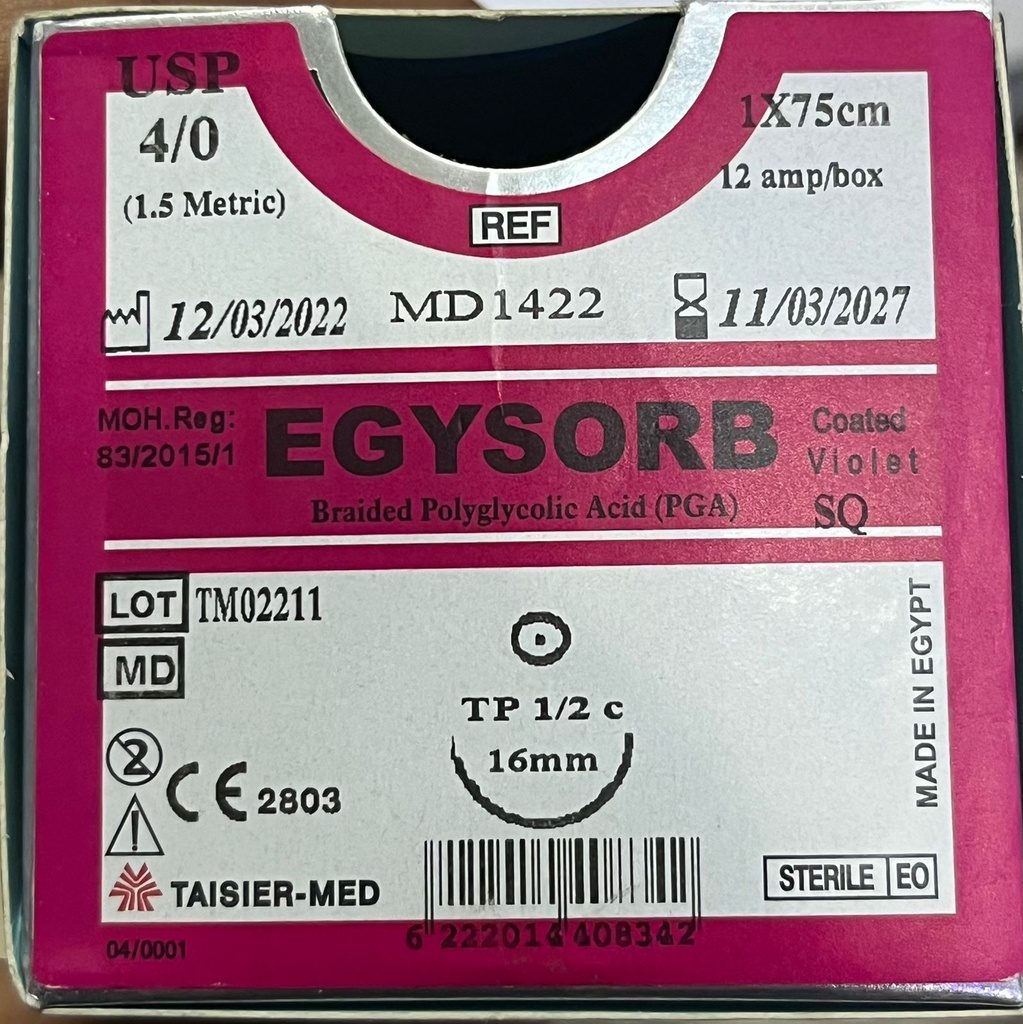 USP
4/0
(1.5 Metric)
1X75cm
12 amp/box
REF
12/03/2022
MD1422
11/03/2027
MOH.Reg:
83/2015/1
EGYSORB
Coated
Violet
Braided Polyglycolic Acid (PGA)
SQ
LOT TM02211
MD
TP 1/2 c
16mm
2
CE 2803
MADE IN EGYPT
TAISIER-MED
STERILE EO
04/0001
6 222014 408342